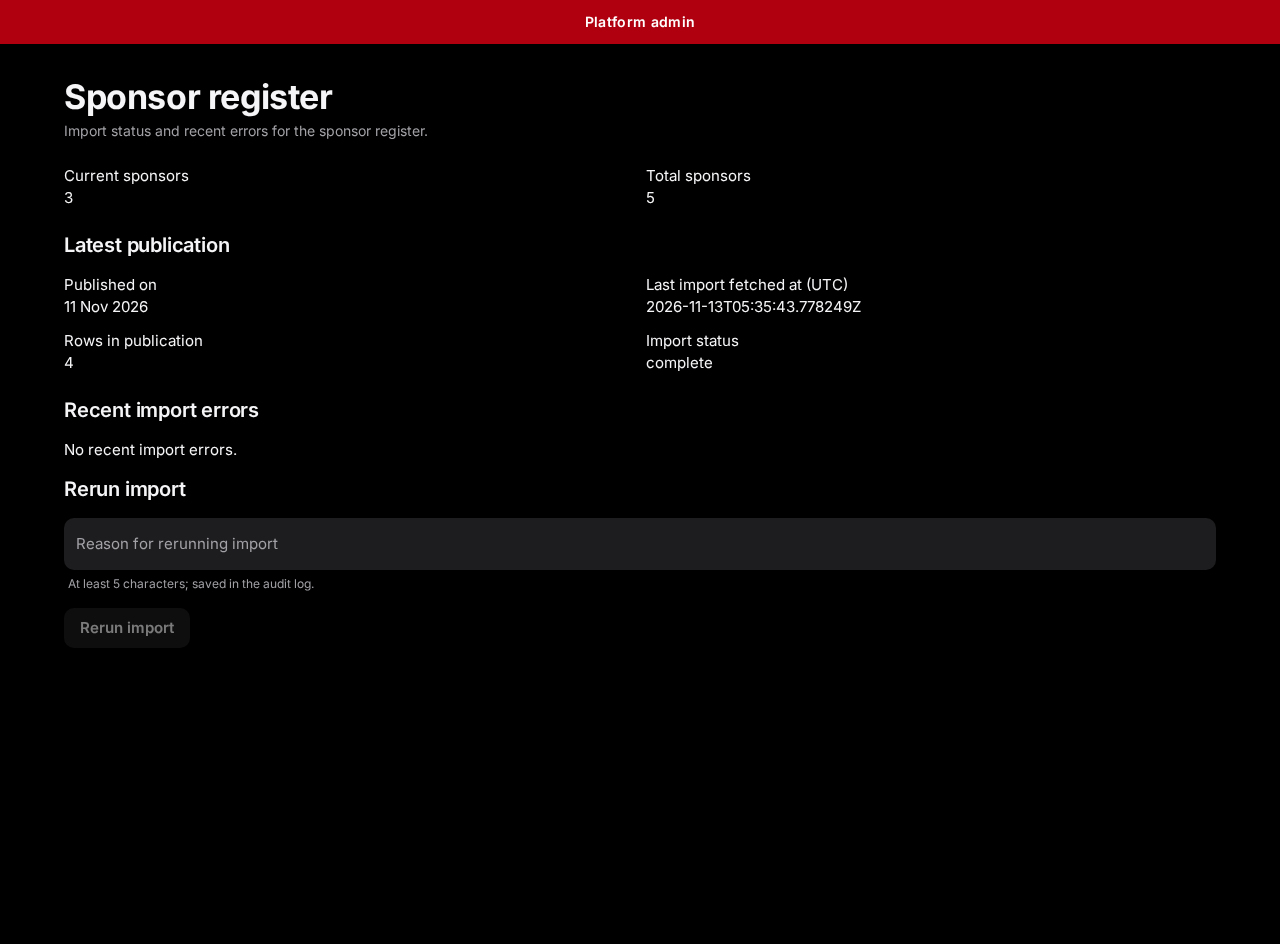 Platform admin
Sponsor register
Import status and recent errors for the sponsor register.
Current sponsors
3
Total sponsors
5
Latest publication
Published on
11 Nov 2026
Last import fetched at (UTC)
2026-11-13T05:35:43.778249Z
Rows in publication
4
Import status
complete
Recent import errors
No recent import errors.
Rerun import
Reason for rerunning import
At least 5 characters; saved in the audit log.
Rerun import